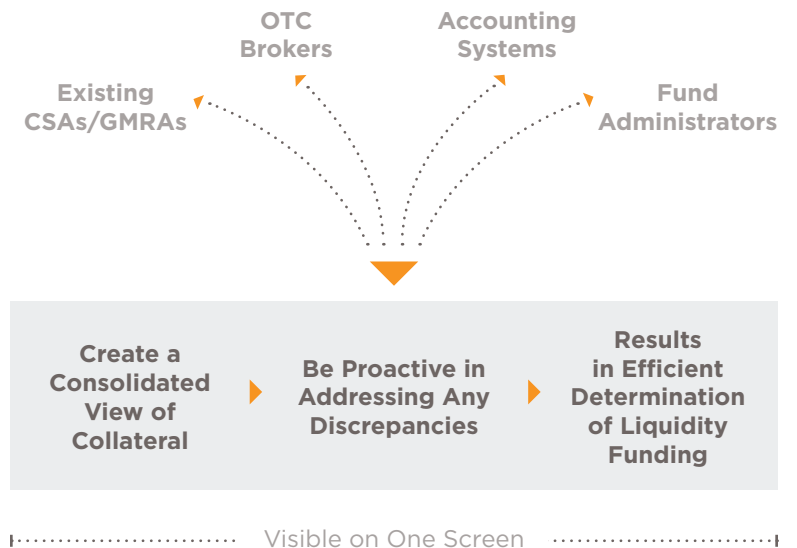 OTC
Brokers
Accounting
Systems
Existing
CSAs/GMRAs
Fund
Administrators
Create a
Consolidated
View of
Collateral
Be Proactive in
Addressing Any
Discrepancies
Results
in Efficient
Determination
of Liquidity
Funding
Visible on One Screen